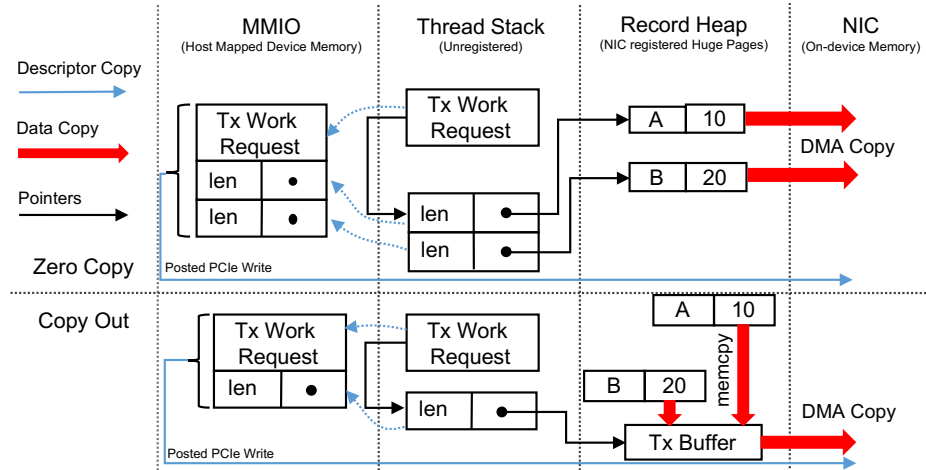 MMIO
(Host Mapped Device Memory)
Thread Stack
(Unregistered)
Record Heap
(NIC registered Huge Pages)
NIC
(On-device Memory)
Descriptor Copy
Data Copy
Pointers
Zero Copy
Tx Work
Request
len
len
Tx Work
Request
len
len
A 10
B 20
DMA Copy
Posted PCIe Write
Copy Out
Tx Work
Request
len
Tx Work
Request
len
A 10
memcpy
B 20
Tx Buffer
DMA Copy
Posted PCIe Write